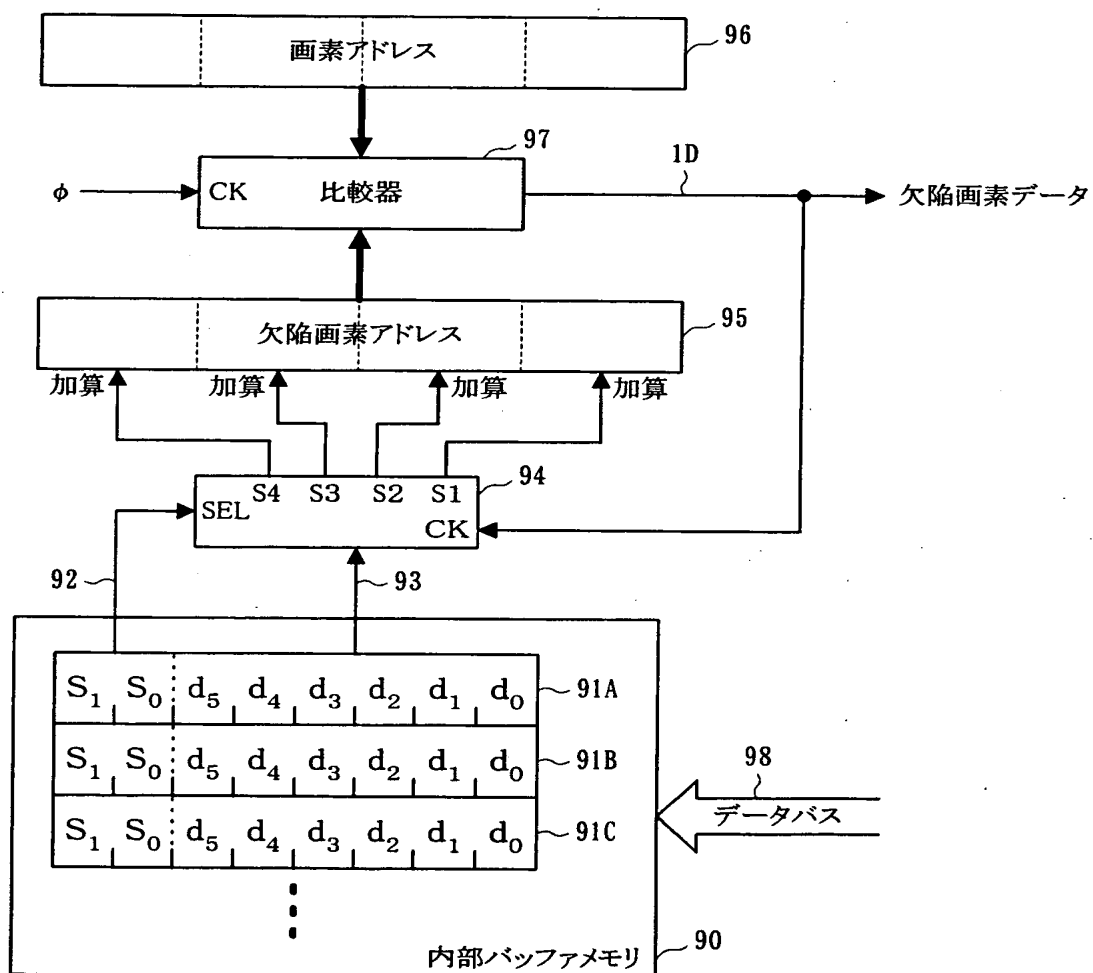 画素アドレス
96
97
φ
CK 比較器
1D
欠陥画素データ
欠陥画素アドレス
95
加算 加算 加算 加算
S4 S3 S2 S1
94
SEL
CK
92
93
S1 S0 d5 d4 d3 d2 d1 d0
91A
S1 S0 d5 d4 d3 d2 d1 d0
91B
S1 S0 d5 d4 d3 d2 d1 d0
91C
98
データバス
内部バッファメモリ
90